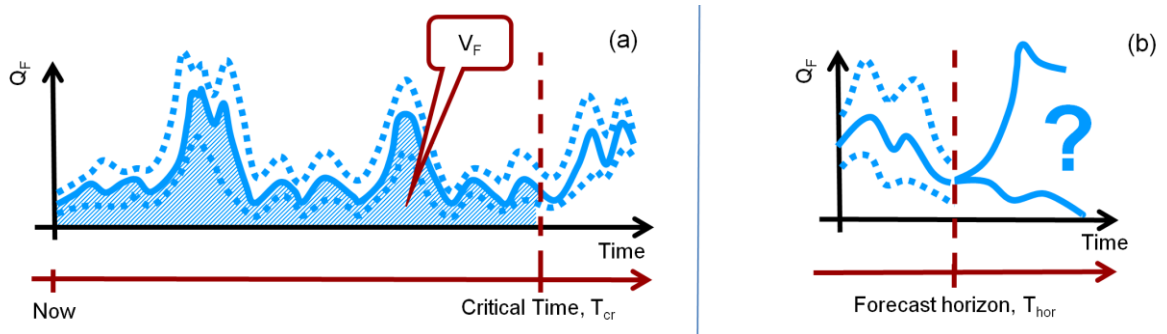 (a)
V_F
Q_F
Time
Now
Critical Time, T_cr
(b)
Q_F
?
Time
Forecast horizon, T_hor